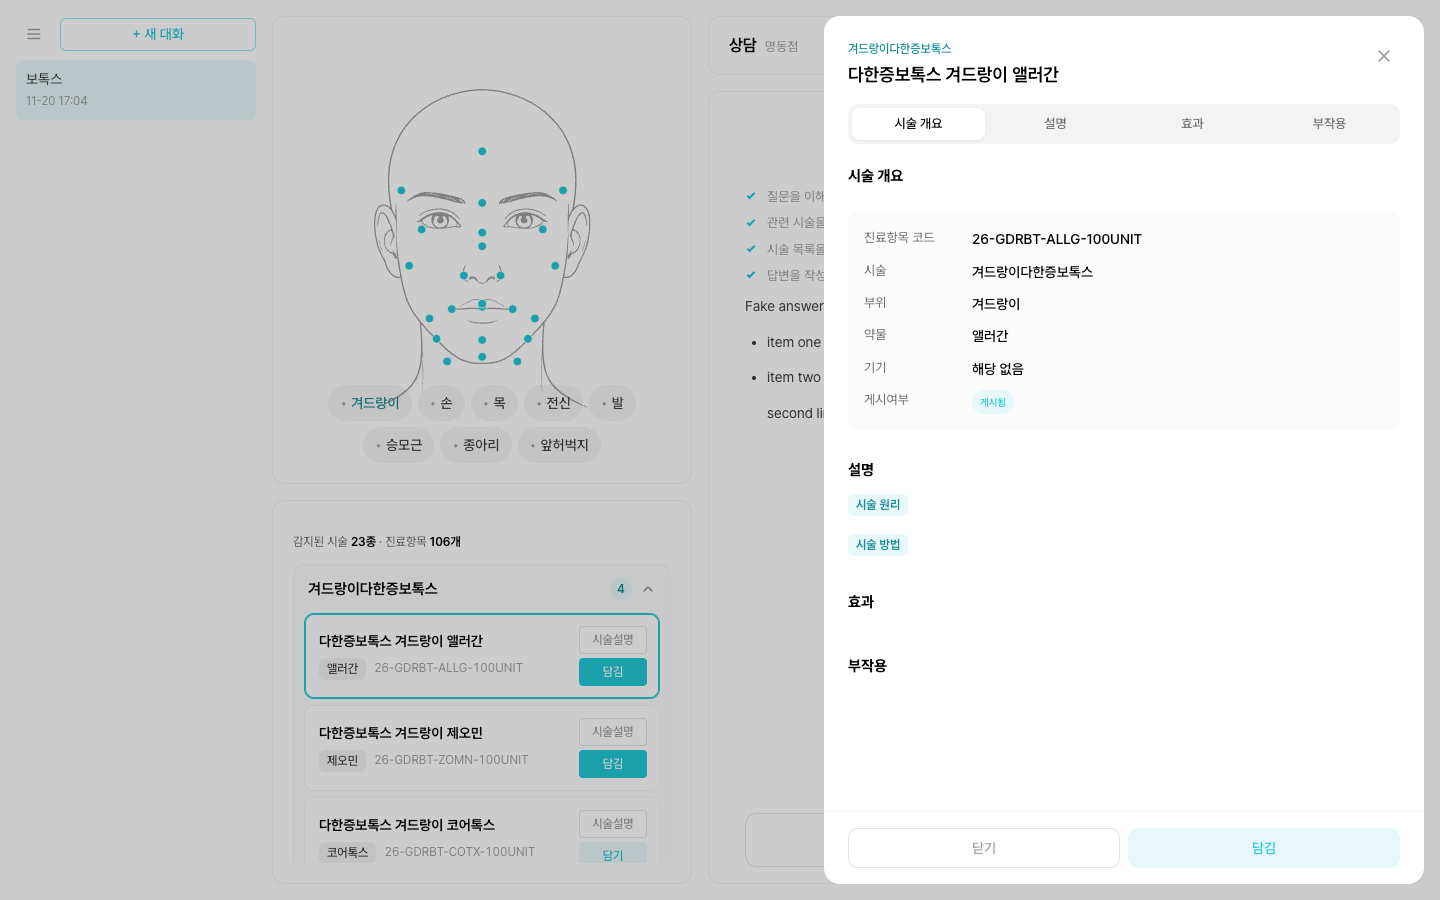 + 새 대화
보톡스
11-20 17:04
겨드랑이
손
목
전신
발
승모근
종아리
앞허벅지
감지된 시술 23종 · 진료항목 106개
겨드랑이다한증보톡스
4
다한증보톡스 겨드랑이 앨러간
시술설명
앨러간 26-GDRBT-ALLG-100UNIT
담김
다한증보톡스 겨드랑이 제오민
시술설명
제오민 26-GDRBT-ZOMN-100UNIT
담김
다한증보톡스 겨드랑이 코어톡스
시술설명
코어톡스 26-GDRBT-COTX-100UNIT
담기
상담 명동점
질문을 이해
관련 시술을
시술 목록을
답변을 작성
Fake answer
• item one
• item two
second li
겨드랑이다한증보톡스
다한증보톡스 겨드랑이 앨러간
시술 개요
설명
효과
부작용
시술 개요
진료항목 코드 26-GDRBT-ALLG-100UNIT
시술 겨드랑이다한증보톡스
부위 겨드랑이
약물 앨러간
기기 해당 없음
게시여부 게시됨
설명
시술 원리
시술 방법
효과
부작용
닫기
담김